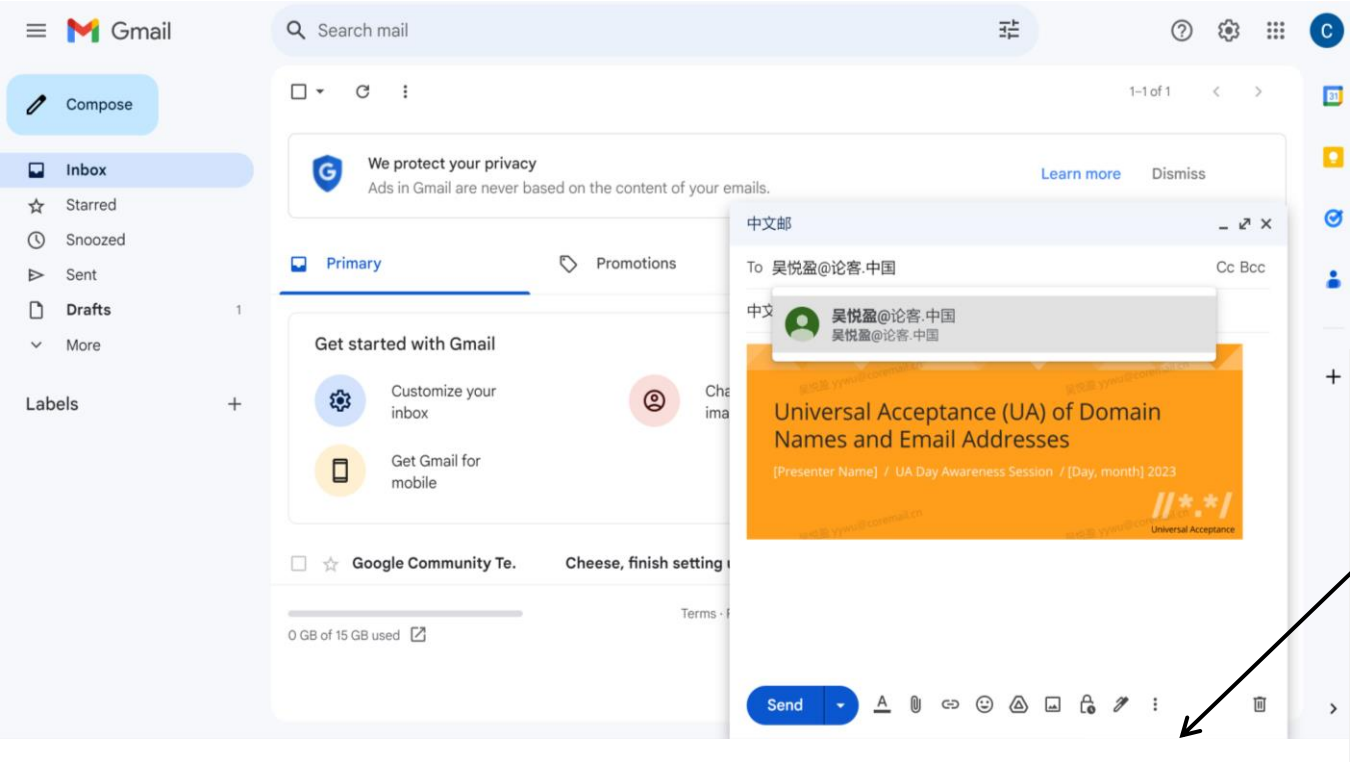 Gmail
Search mail
C
Compose
1–1 of 1
31
Inbox
We protect your privacy
Ads in Gmail are never based on the content of your emails.
Learn more
Dismiss
G
Starred
Snoozed
Sent
Drafts 1
More
Labels
Primary
Promotions
中文邮
To 吴悦盈@论客.中国
Cc Bcc
吴悦盈@论客.中国
吴悦盈@论客.中国
中文
Get started with Gmail
Customize your
inbox
Cha
ima
Get Gmail for
mobile
Universal Acceptance (UA) of Domain
Names and Email Addresses
[Presenter Name] / UA Day Awareness Session / [Day, month] 2023
//*.*/
Universal Acceptance
Google Community Te.
Cheese, finish setting
Terms ·
0 GB of 15 GB used
Send